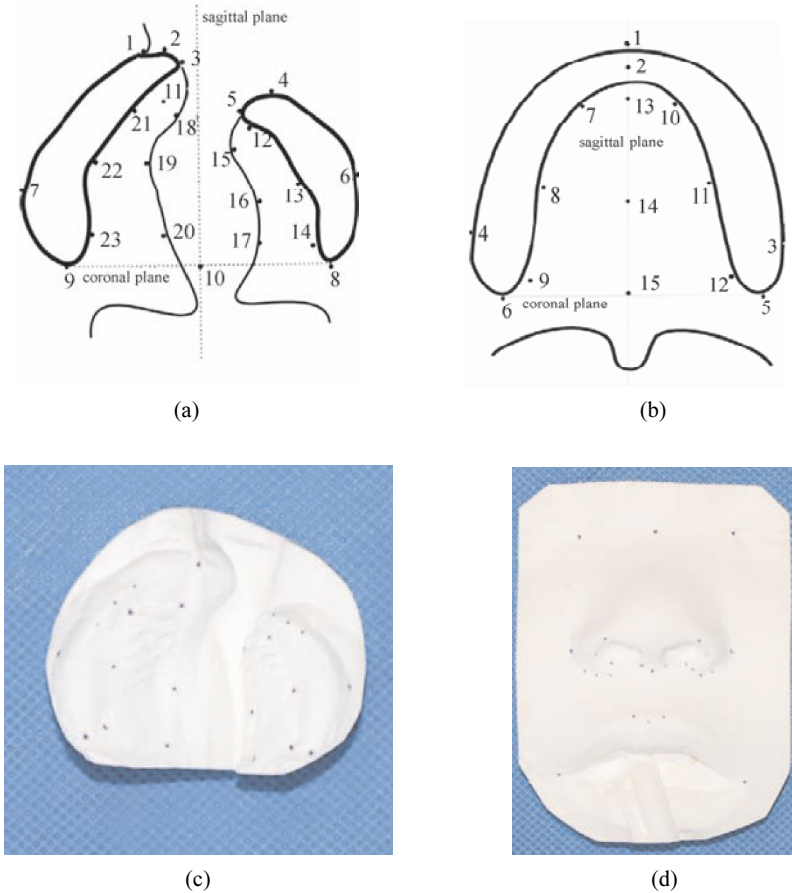 sagittal plane
1 2
3
11
21 18
22 19
7
23 20
9 coronal plane 10
4
5
12
15
6
13
16
14
17
8
(a)
1
2
7 13 10
sagittal plane
8 11
14
4 3
9 15 12
6 coronal plane 5
(b)
(c)
(d)